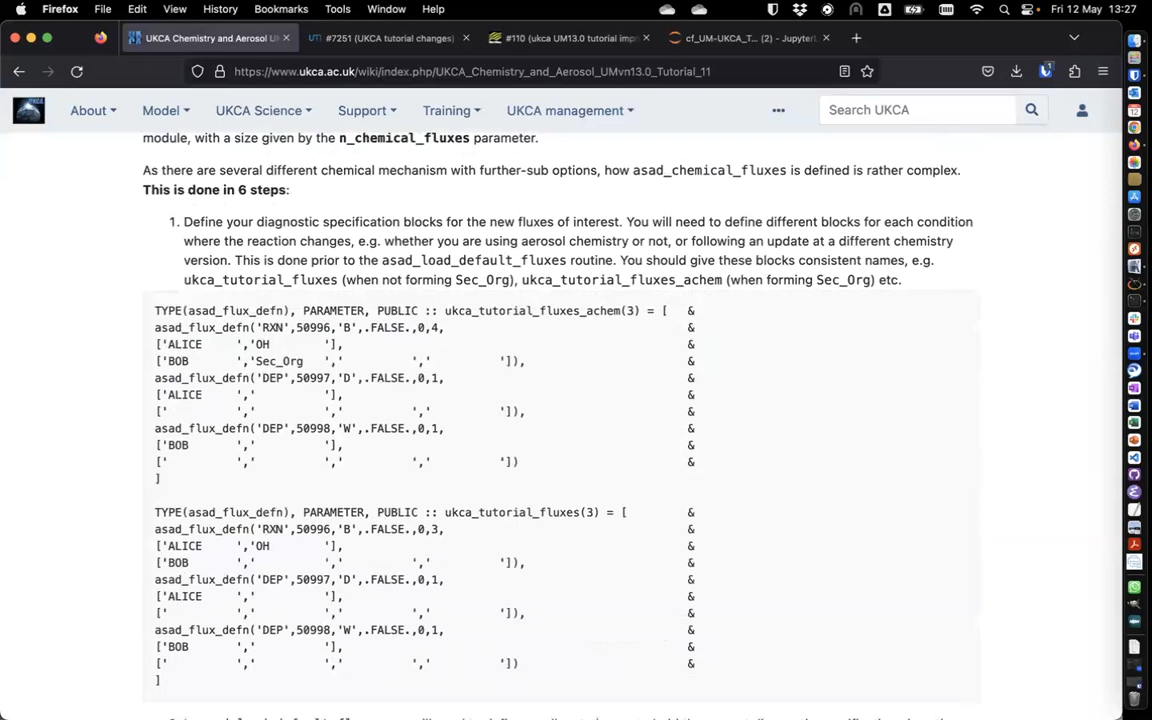 Firefox File Edit View History Bookmarks Tools Window Help Fri 12 May 13:27
UKCA Chemistry and Aerosol U
#7251 (UKCA tutorial changes)
#110 (ukca UM13.0 tutorial imp
cf_UM-UKCA_T... (2) - Jupyter
https://www.ukca.ac.uk/wiki/index.php/UKCA_Chemistry_and_Aerosol_UMvn13.0_Tutorial_11
About Model UKCA Science Support Training UKCA management ••• Search UKCA
module, with a size given by the n_chemical_fluxes parameter.
As there are several different chemical mechanism with further-sub options, how asad_chemical_fluxes is defined is rather complex.
This is done in 6 steps:
1. Define your diagnostic specification blocks for the new fluxes of interest. You will need to define different blocks for each condition
where the reaction changes, e.g. whether you are using aerosol chemistry or not, or following an update at a different chemistry
version. This is done prior to the asad_load_default_fluxes routine. You should give these blocks consistent names, e.g.
ukca_tutorial_fluxes (when not forming Sec_Org), ukca_tutorial_fluxes_achem (when forming Sec_Org) etc.
TYPE(asad_flux_defn), PARAMETER, PUBLIC :: ukca_tutorial_fluxes_achem(3) = [ &
asad_flux_defn('RXN',50996,'B',.FALSE.,0,4, &
['ALICE ','OH '], &
['BOB ','Sec_Org ',' ',' ']), &
asad_flux_defn('DEP',50997,'D',.FALSE.,0,1, &
['ALICE ',' '], &
[' ',' ',' ',' ']), &
asad_flux_defn('DEP',50998,'W',.FALSE.,0,1, &
['BOB ',' '], &
[' ',' ',' ',' ']) &
]
TYPE(asad_flux_defn), PARAMETER, PUBLIC :: ukca_tutorial_fluxes(3) = [ &
asad_flux_defn('RXN',50996,'B',.FALSE.,0,3, &
['ALICE ','OH '], &
['BOB ',' ',' ',' ']), &
asad_flux_defn('DEP',50997,'D',.FALSE.,0,1, &
['ALICE ',' '], &
[' ',' ',' ',' ']), &
asad_flux_defn('DEP',50998,'W',.FALSE.,0,1, &
['BOB ',' '], &
[' ',' ',' ',' ']) &
]